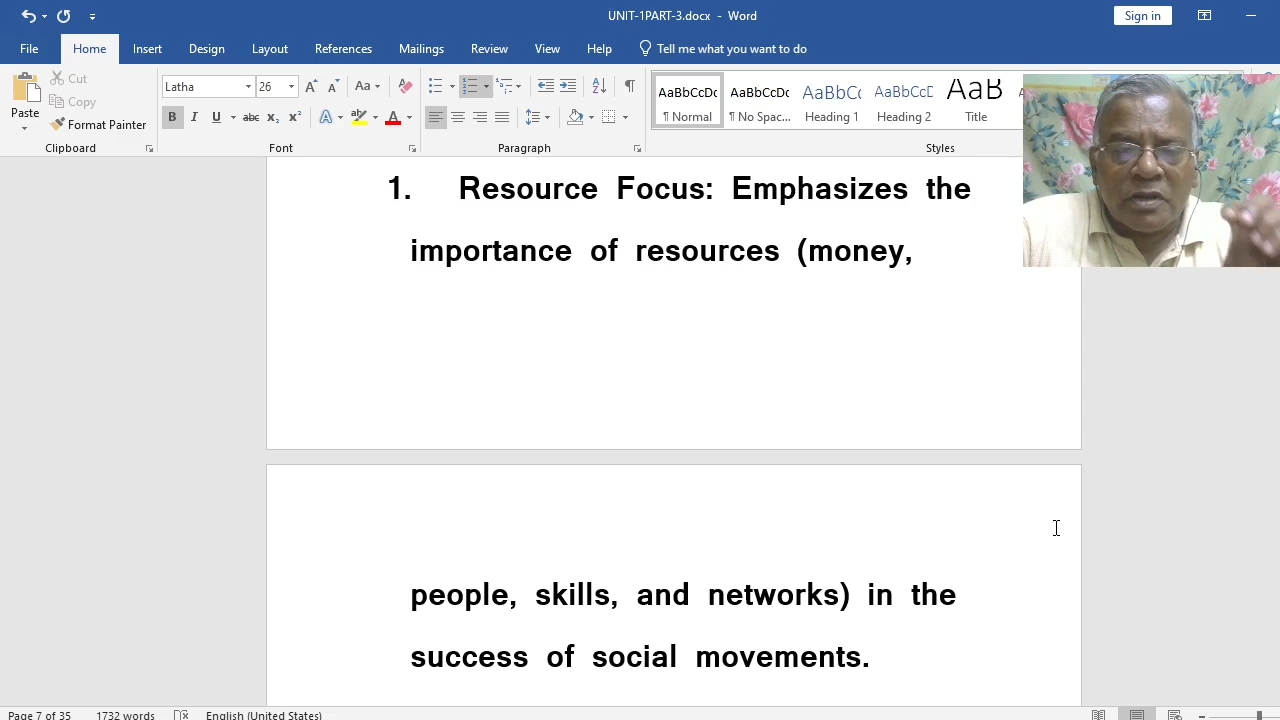 UNIT-1PART-3.docx - Word
Sign in
File Home Insert Design Layout References Mailings Review View Help Tell me what you want to do
Paste
Cut
Copy
Format Painter
Clipboard
Latha 26
Font
Paragraph
AaBbCcDc AaBbCcDc AaBbCc AaBbCcD AaB
¶ Normal ¶ No Spac... Heading 1 Heading 2 Title
Styles
1. Resource Focus: Emphasizes the
importance of resources (money,
people, skills, and networks) in the
success of social movements.
Page 7 of 35 1732 words English (United States)